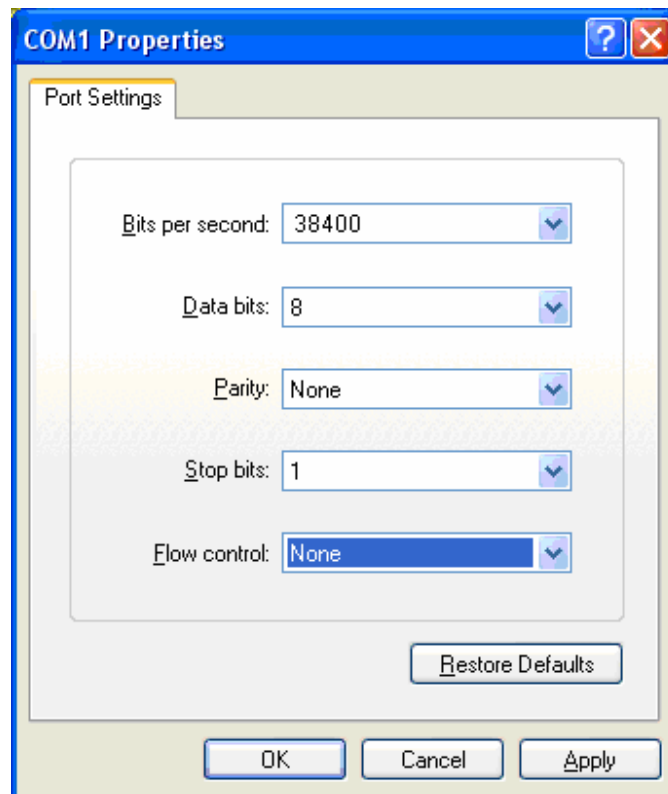 COM1 Properties
Port Settings
Bits per second: 38400
Data bits: 8
Parity: None
Stop bits: 1
Flow control: None
Restore Defaults
OK Cancel Apply